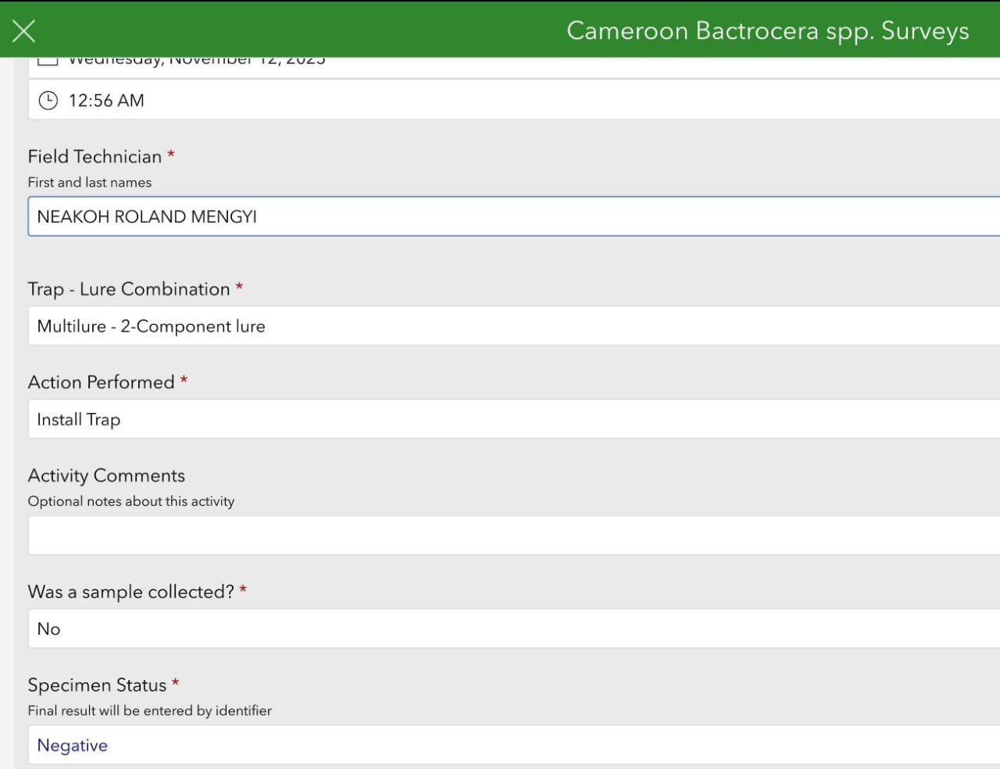 Cameroon Bactrocera spp. Surveys
Wednesday, November 12, 2025
12:56 AM
Field Technician *
First and last names
NEAKOH ROLAND MENGYI
Trap - Lure Combination *
Multilure - 2-Component lure
Action Performed *
Install Trap
Activity Comments
Optional notes about this activity
Was a sample collected? *
No
Specimen Status *
Final result will be entered by identifier
Negative